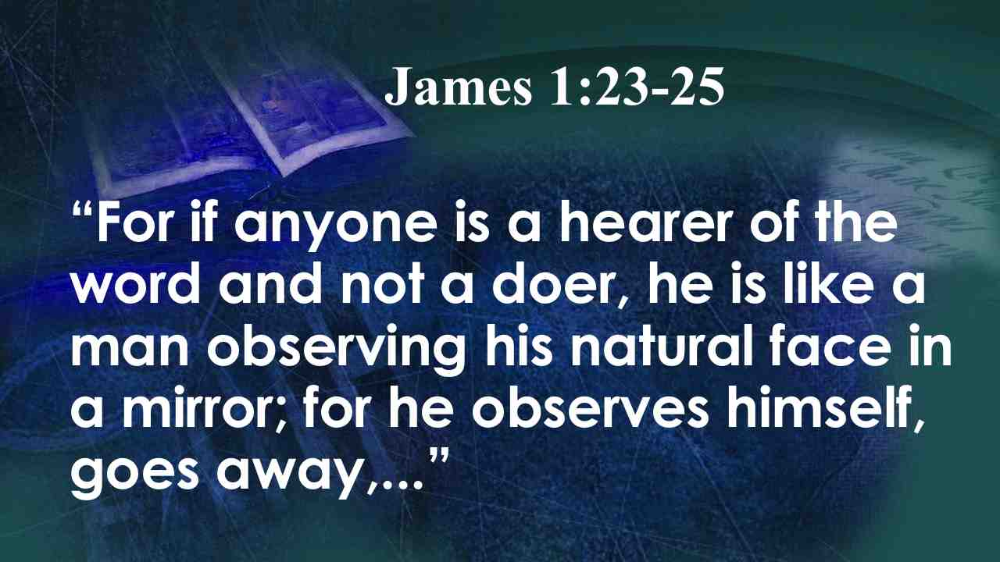 James 1:23-25
“For if anyone is a hearer of the
word and not a doer, he is like a
man observing his natural face in
a mirror; for he observes himself,
goes away,...”